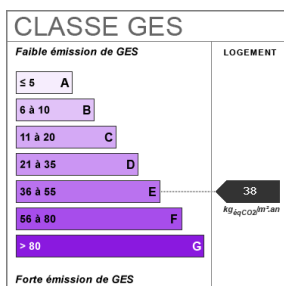 CLASSE GES
Faible émission de GES
LOGEMENT
≤ 5 A
6 à 10 B
11 à 20 C
21 à 35 D
36 à 55 E
38
kgéqCO2/m².an
56 à 80 F
> 80 G
Forte émission de GES